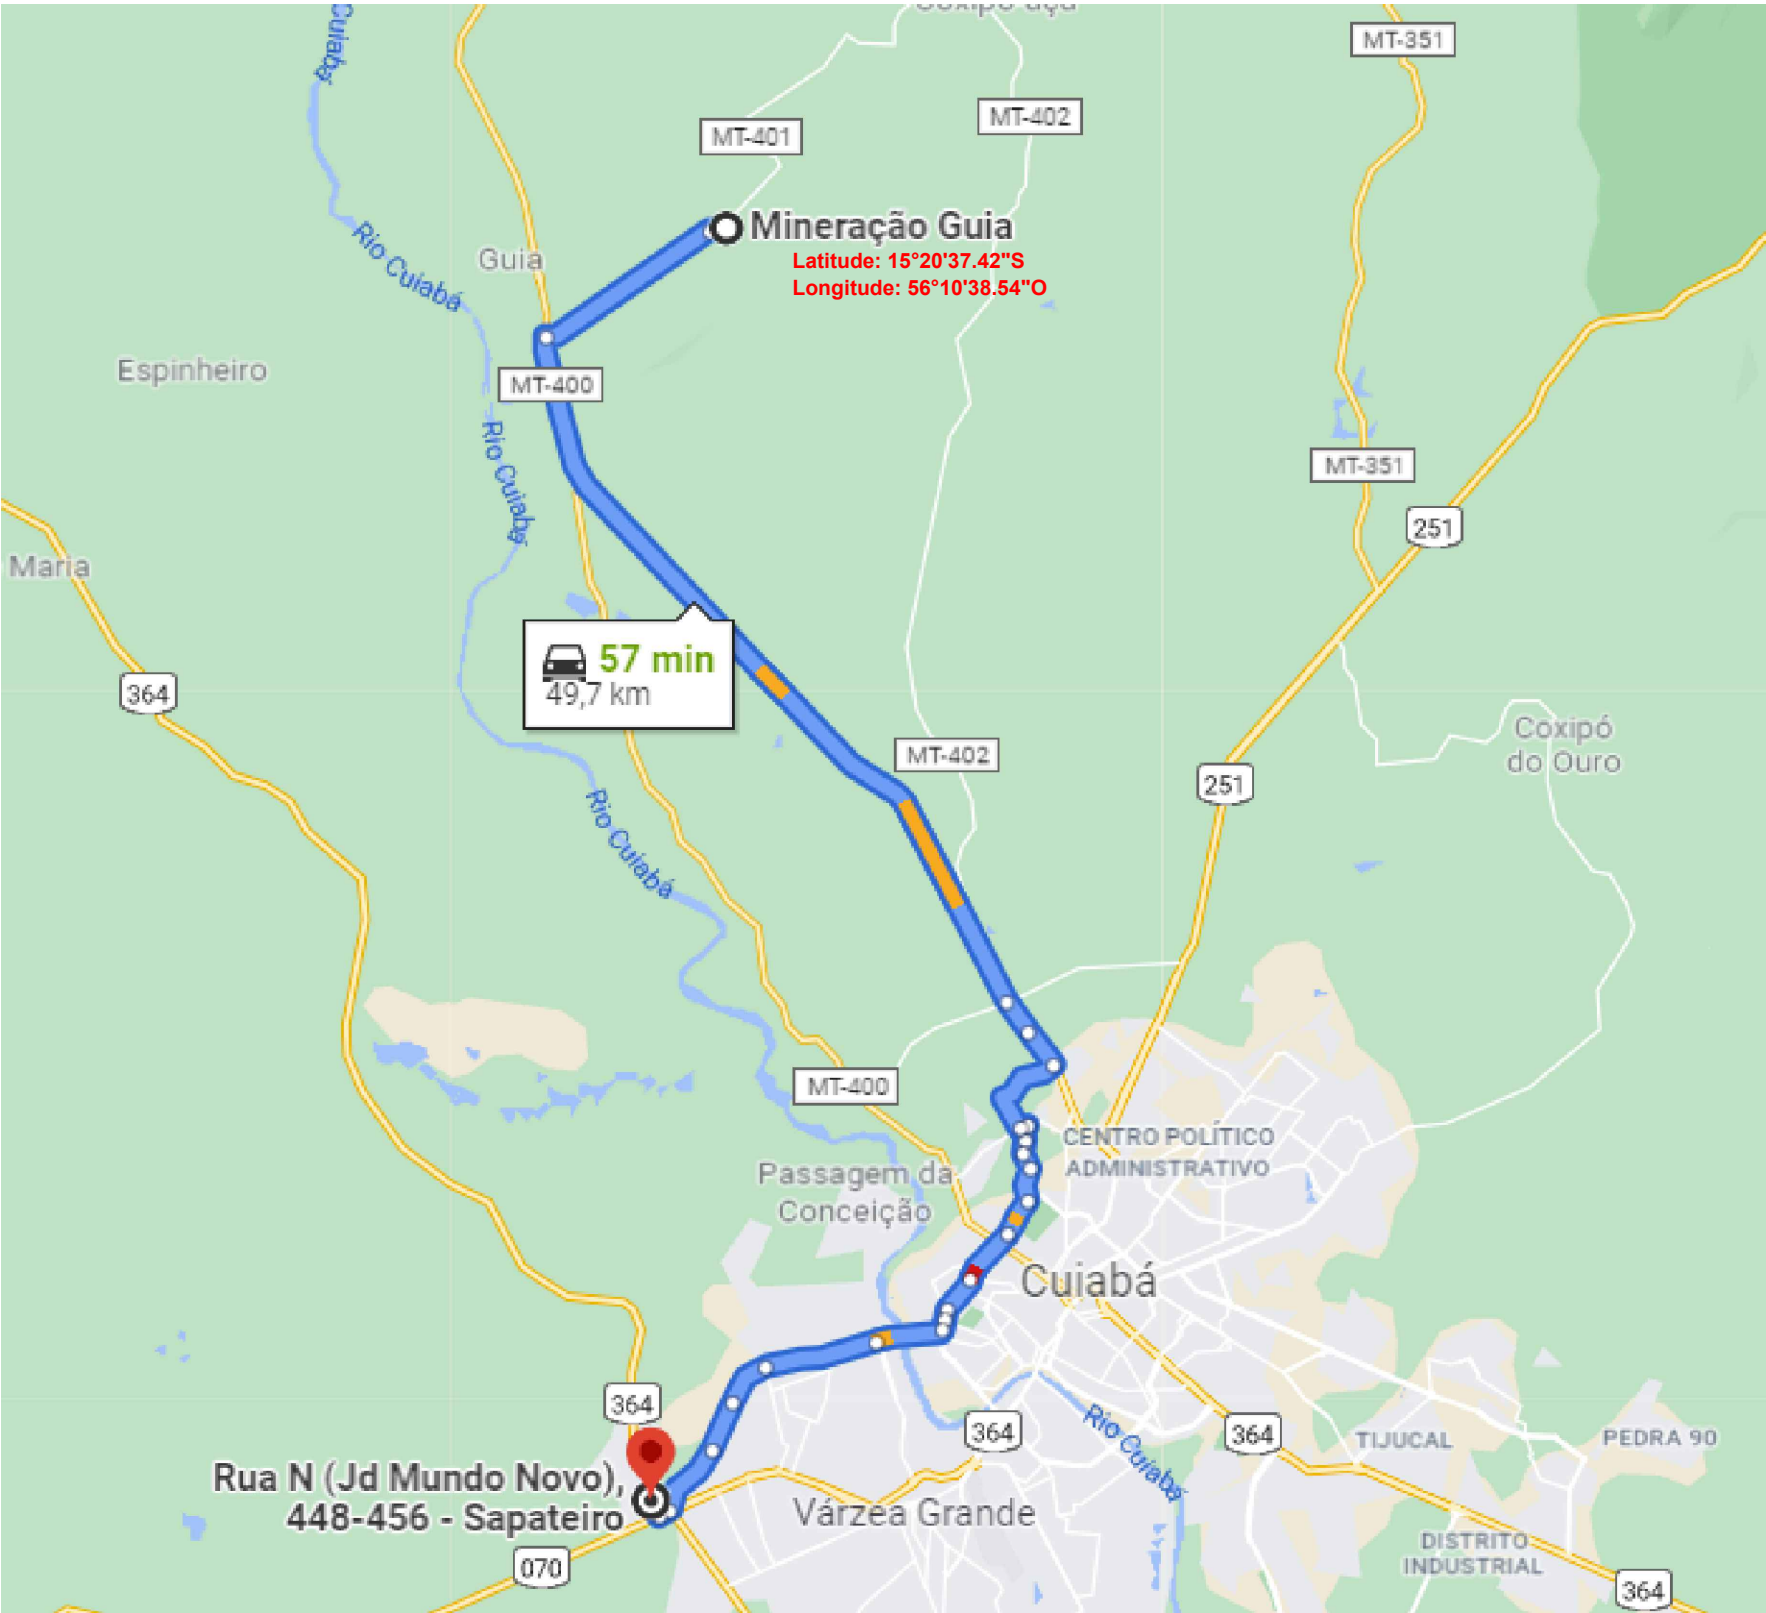 Cuiabá
Coxipó-açu
MT-351
MT-402
MT-401
Mineração Guia
Latitude: 15°20'37.42"S
Longitude: 56°10'38.54"O
Rio Cuiabá
Guia
Espinheiro
MT-400
Rio Cuiabá
MT-351
251
Maria
57 min
49,7 km
364
Coxipó
do Ouro
MT-402
251
Rio Cuiabá
MT-400
CENTRO POLÍTICO
ADMINISTRATIVO
Passagem da
Conceição
Cuiabá
364
364
364
Rio Cuiabá
TIJUCAL
PEDRA 90
Rua N (Jd Mundo Novo),
448-456 - Sapateiro
Várzea Grande
070
DISTRITO
INDUSTRIAL
364